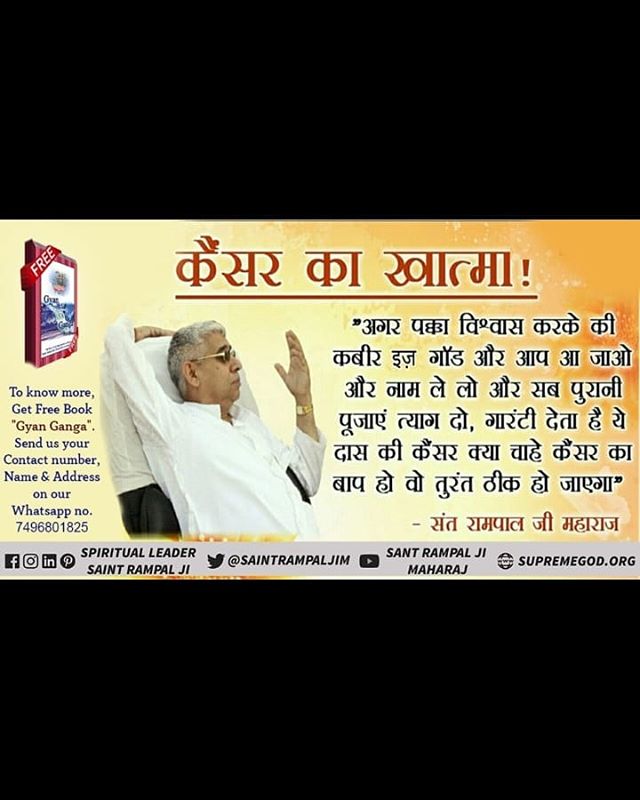 कैंसर का खात्मा!
"अगर पक्का विश्वास करके की
कबीर इज़ गॉड और आप आ जाओ
और नाम ले लो और सब पुरानी
पूजाएं त्याग दो, गारंटी देता है ये
दास की कैंसर क्या चाहे कैंसर का
बाप हो वो तुरंत ठीक हो जाएगा"
- संत रामपाल जी महाराज
FREE
Gyan
Ganga
To know more,
Get Free Book
"Gyan Ganga".
Send us your
Contact number,
Name & Address
on our
Whatsapp no.
7496801825
SPIRITUAL LEADER
SAINT RAMPAL JI
@SAINTRAMPALJIM
SANT RAMPAL JI
MAHARAJ
SUPREMEGOD.ORG